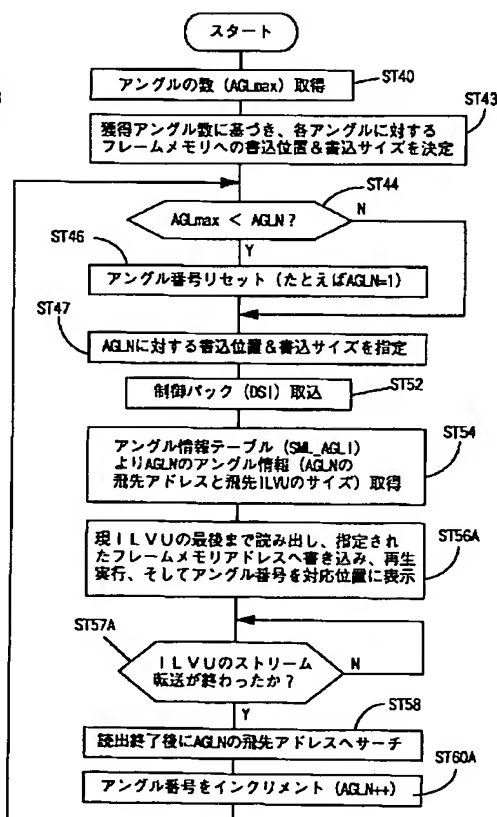 スタート
アングルの数 (AGLmax) 取得
ST40
ST43
獲得アングル数に基づき、各アングルに対する
フレームメモリへの書込位置&書込サイズを決定
ST44
AGLmax < AGLN?
N
ST46
Y
アングル番号リセット (たとえばAGLN=1)
ST47
AGLNに対する書込位置&書込サイズを指定
ST52
制御パック (DSI) 取込
ST54
アングル情報テーブル (SML_AGLI)
よりAGLNのアングル情報 (AGLNの
飛先アドレスと飛先ILVUのサイズ) 取得
現ILVUの最後まで読み出し、指定され
たフレームメモリアドレスへ書き込み、再生
実行、そしてアングル番号を対応位置に表示
ST56A
ST57A
ILVUのストリーム
転送が終わったか?
N
Y
ST58
読出終了後にAGLNの飛先アドレスへサーチ
ST60A
アングル番号をインクリメント (AGLN++)